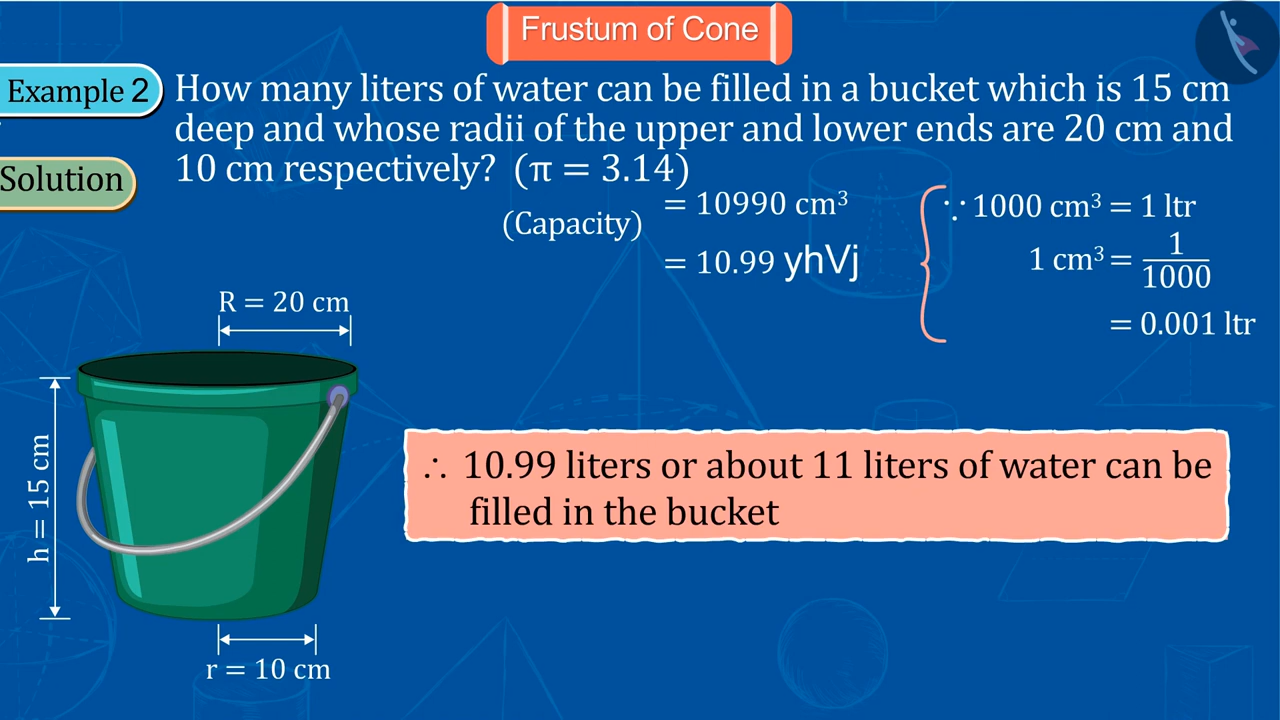 Frustum of Cone
Example 2
How many liters of water can be filled in a bucket which is 15 cm
deep and whose radii of the upper and lower ends are 20 cm and
10 cm respectively? (π = 3.14)
Solution
(Capacity)
= 10990 cm³
= 10.99 yhVj
∵ 1000 cm³ = 1 ltr
1 cm³ = 1/1000
= 0.001 ltr
R = 20 cm
h = 15 cm
r = 10 cm
∴ 10.99 liters or about 11 liters of water can be
filled in the bucket